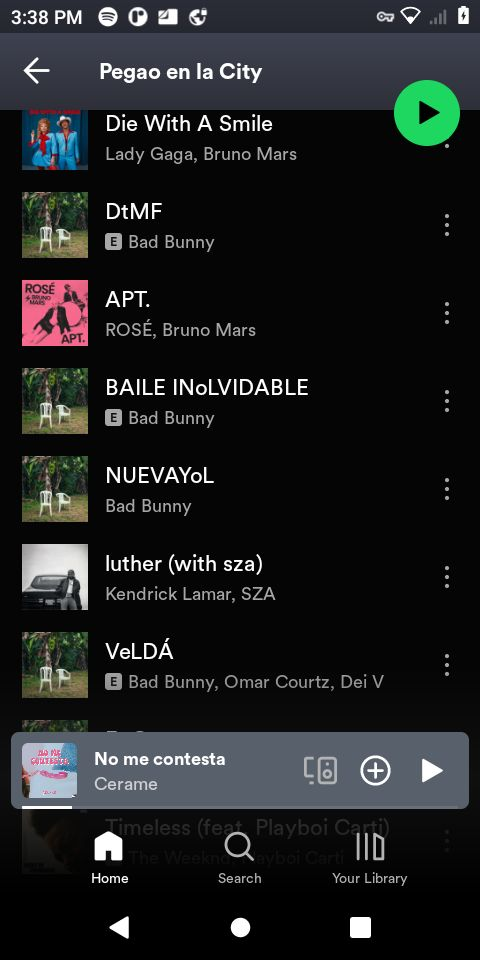 3:38 PM
Pegao en la City
Die With A Smile
Lady Gaga, Bruno Mars
DtMF
E Bad Bunny
ROSÉ
& BRUNO
MARS
APT.
APT.
ROSÉ, Bruno Mars
BAILE INoLVIDABLE
E Bad Bunny
NUEVAYoL
Bad Bunny
luther (with sza)
Kendrick Lamar, SZA
VeLDÁ
E Bad Bunny, Omar Courtz, Dei V
NO ME
CONTESTA
No me contesta
Cerame
Timeless (feat. Playboi Carti)
The Weeknd, Playboi Carti
Home
Search
Your Library